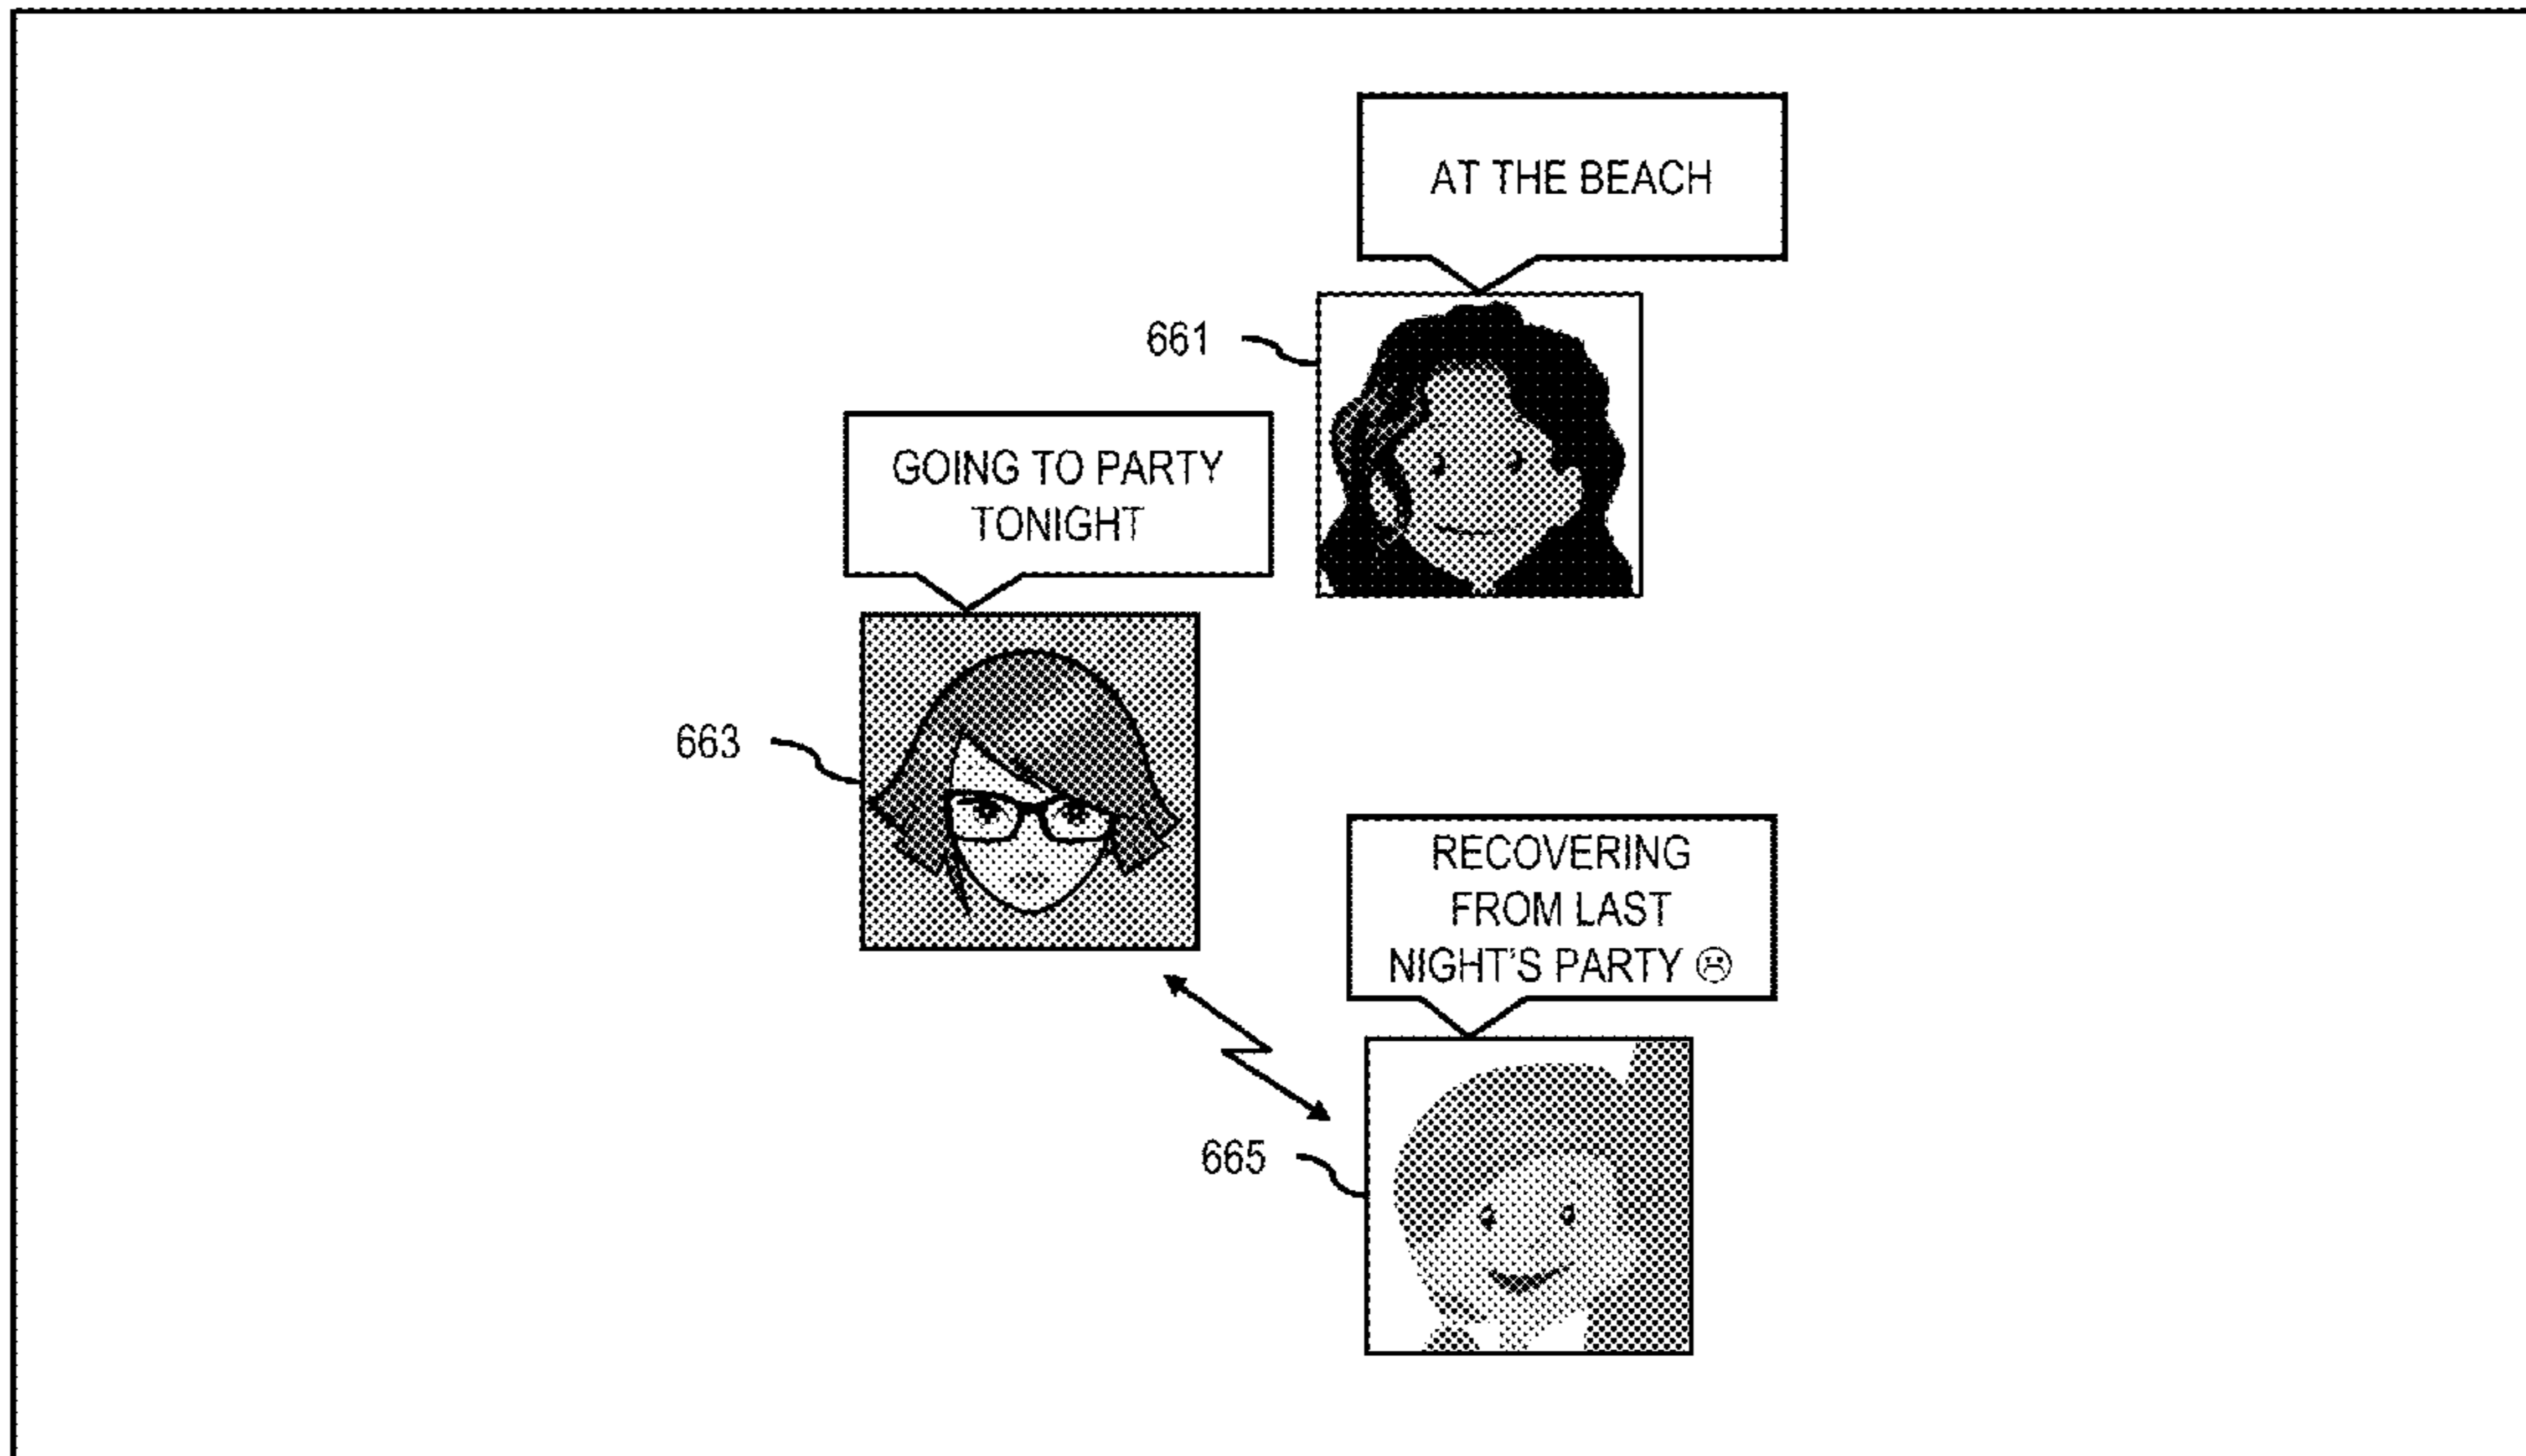 AT THE BEACH
661
GOING TO PARTY
TONIGHT
663
RECOVERING
FROM LAST
NIGHT'S PARTY ☹
665